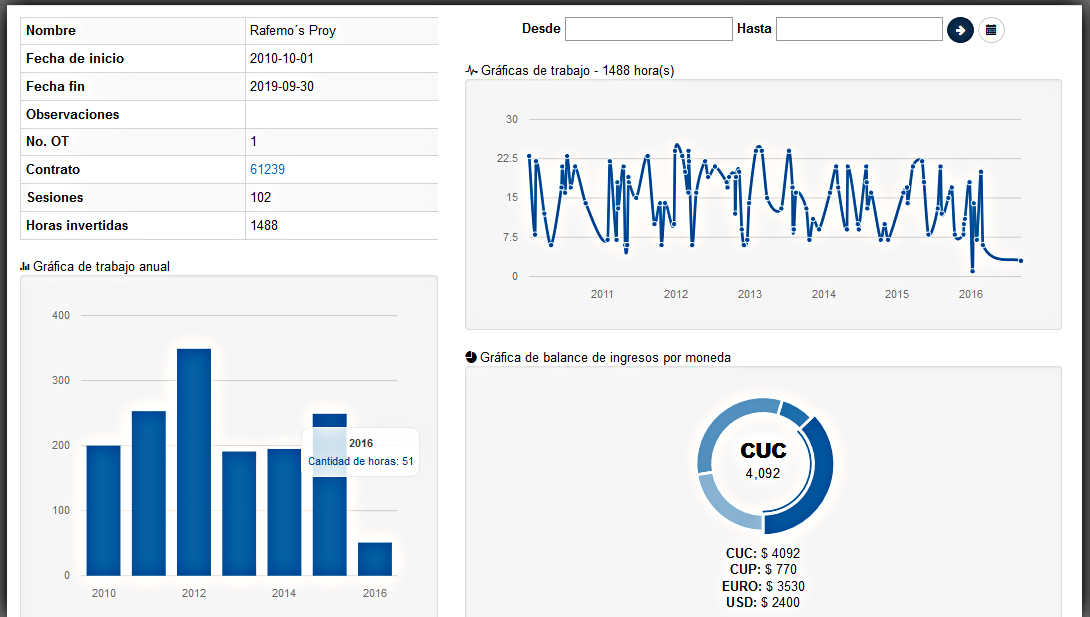 Nombre Rafemo´s Proy
Fecha de inicio 2010-10-01
Fecha fin 2019-09-30
Observaciones
No. OT 1
Contrato 61239
Sesiones 102
Horas invertidas 1488
Gráfica de trabajo anual
400
300
200
100
0
2010 2012 2014 2016
2016
Cantidad de horas: 51
Desde Hasta
Gráficas de trabajo - 1488 hora(s)
30
22.5
15
7.5
0
2011 2012 2013 2014 2015 2016
Gráfica de balance de ingresos por moneda
CUC
4,092
CUC: $ 4092
CUP: $ 770
EURO: $ 3530
USD: $ 2400